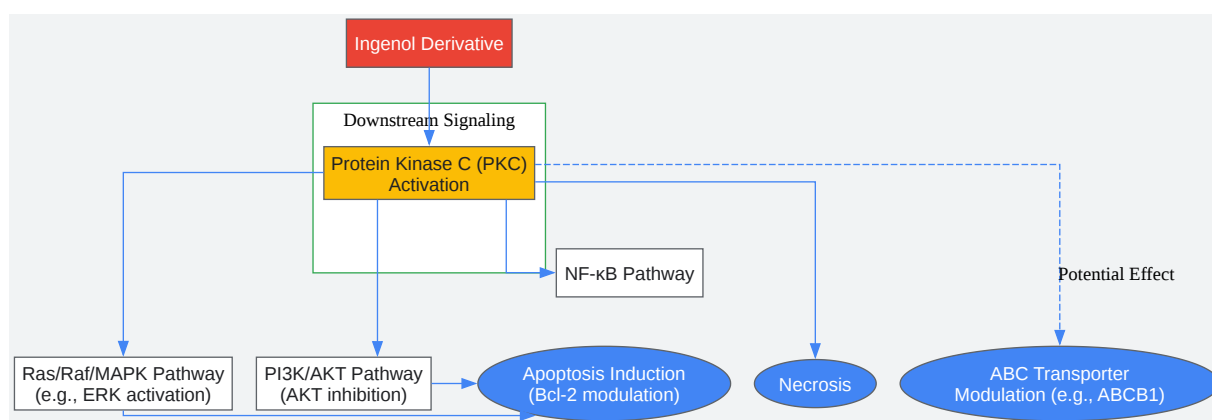 Ingenol Derivative
Downstream Signaling
Protein Kinase C (PKC)
Activation
NF-κB Pathway
Potential Effect
Ras/Raf/MAPK Pathway
(e.g., ERK activation)
PI3K/AKT Pathway
(AKT inhibition)
Apoptosis Induction
(Bcl-2 modulation)
Necrosis
ABC Transporter
Modulation (e.g., ABCB1)